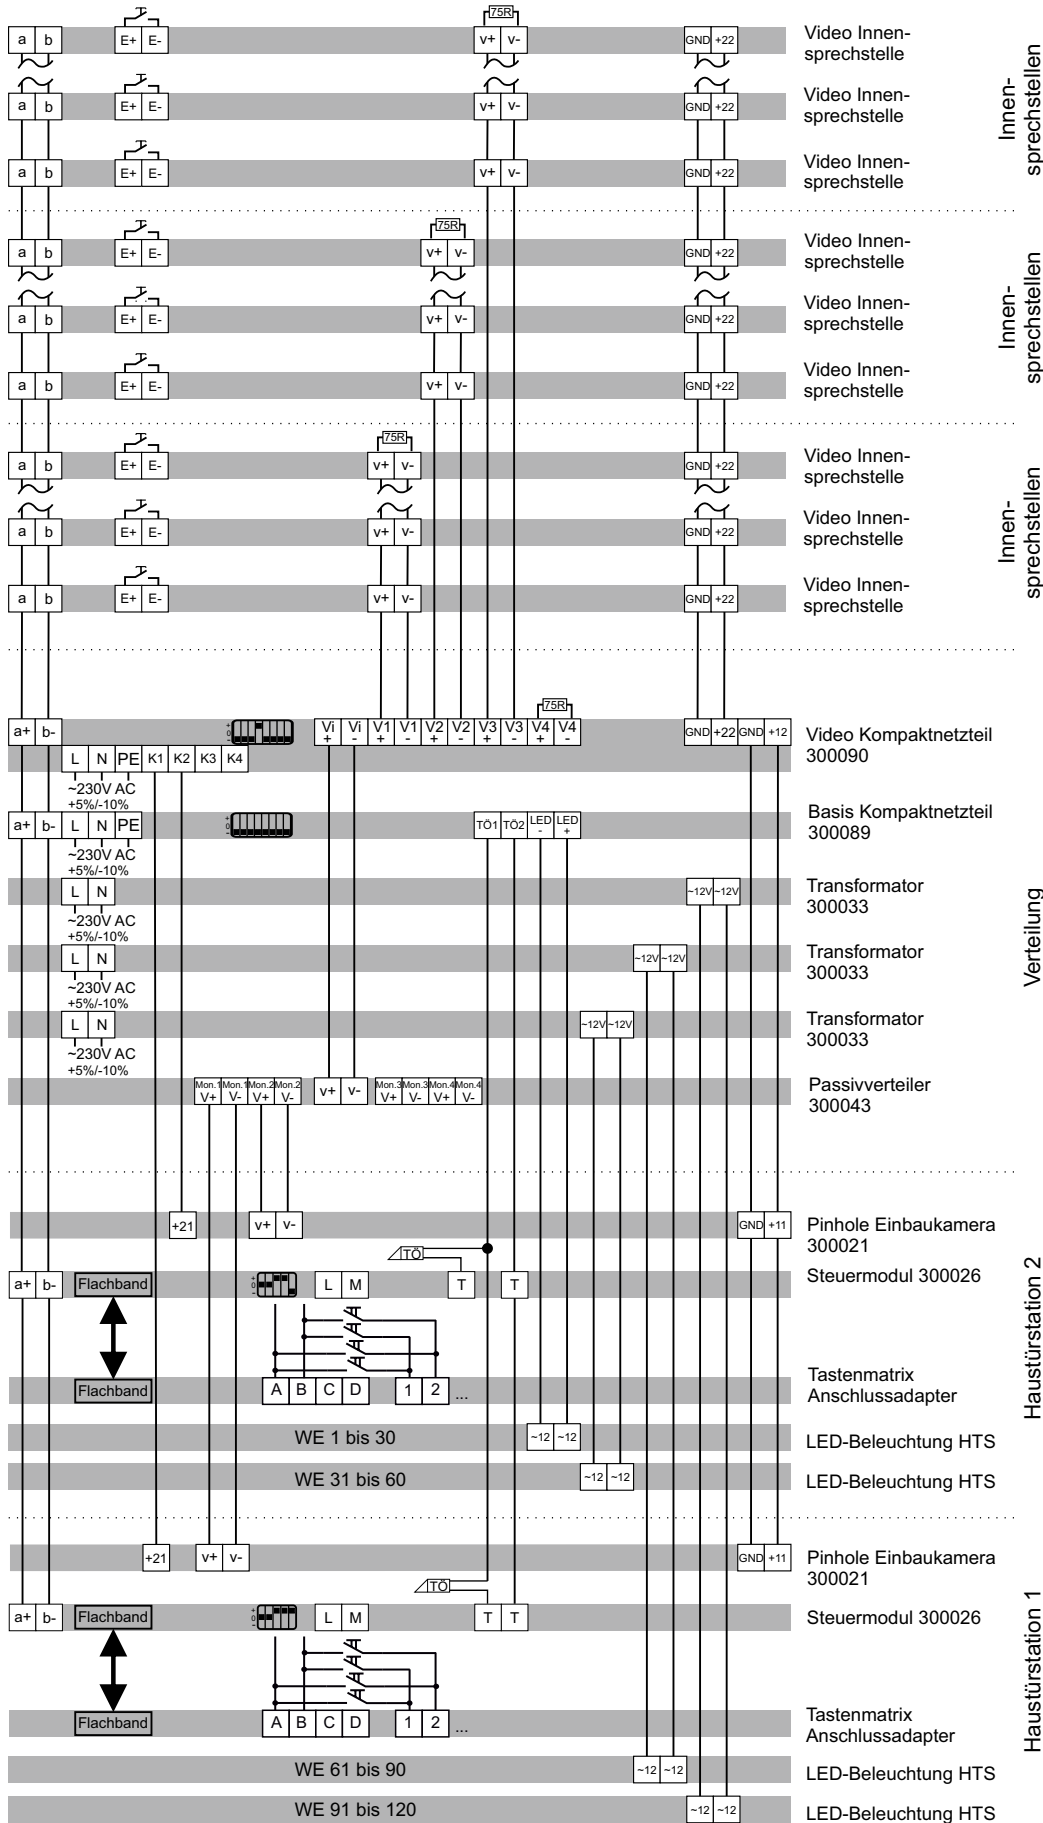 75R
a b E+ E- v+ v- GND +22 Video Innen-
sprechstelle
a b E+ E- v+ v- GND +22 Video Innen-
sprechstelle
a b E+ E- v+ v- GND +22 Video Innen-
sprechstelle
Innen-
sprechstellen
75R
a b E+ E- v+ v- GND +22 Video Innen-
sprechstelle
a b E+ E- v+ v- GND +22 Video Innen-
sprechstelle
a b E+ E- v+ v- GND +22 Video Innen-
sprechstelle
Innen-
sprechstellen
75R
a b E+ E- v+ v- GND +22 Video Innen-
sprechstelle
a b E+ E- v+ v- GND +22 Video Innen-
sprechstelle
a b E+ E- v+ v- GND +22 Video Innen-
sprechstelle
Innen-
sprechstellen
75R
a+ b- + 0 - Vi + Vi - V1 + V1 - V2 + V2 - V3 + V3 - V4 + V4 - GND +22 GND +12 Video Kompaktnetzteil
300090
L N PE K1 K2 K3 K4
~230V AC
+5%/-10%
a+ b- L N PE + 0 - TÖ1 TÖ2 LED - LED + Basis Kompaktnetzteil
300089
~230V AC
+5%/-10%
L N ~12V ~12V Transformator
300033
~230V AC
+5%/-10%
L N ~12V ~12V Transformator
300033
~230V AC
+5%/-10%
L N ~12V ~12V Transformator
300033
~230V AC
+5%/-10%
Mon.1 V+ Mon.1 V- Mon.2 V+ Mon.2 V- v+ v- Mon.3 V+ Mon.3 V- Mon.4 V+ Mon.4 V- Passivverteiler
300043
Verteilung
+21 v+ v- GND +11 Pinhole Einbaukamera
300021
TÖ
a+ b- Flachband + 0 - L M T T Steuermodul 300026
Flachband A B C D 1 2 ... Tastenmatrix
Anschlussadapter
WE 1 bis 30 ~12 ~12 LED-Beleuchtung HTS
WE 31 bis 60 ~12 ~12 LED-Beleuchtung HTS
Haustürstation 2
+21 v+ v- GND +11 Pinhole Einbaukamera
300021
TÖ
a+ b- Flachband + 0 - L M T T Steuermodul 300026
Flachband A B C D 1 2 ... Tastenmatrix
Anschlussadapter
WE 61 bis 90 ~12 ~12 LED-Beleuchtung HTS
WE 91 bis 120 ~12 ~12 LED-Beleuchtung HTS
Haustürstation 1